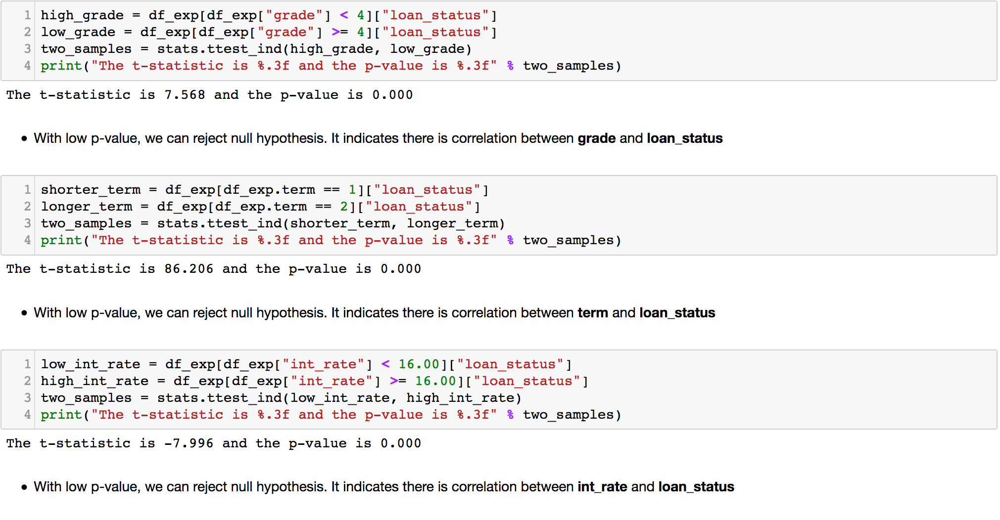 1 high_grade = df_exp[df_exp["grade"] < 4]["loan_status"]
2 low_grade = df_exp[df_exp["grade"] >= 4]["loan_status"]
3 two_samples = stats.ttest_ind(high_grade, low_grade)
4 print("The t-statistic is %.3f and the p-value is %.3f" % two_samples)
The t-statistic is 7.568 and the p-value is 0.000
• With low p-value, we can reject null hypothesis. It indicates there is correlation between grade and loan_status
1 shorter_term = df_exp[df_exp.term == 1]["loan_status"]
2 longer_term = df_exp[df_exp.term == 2]["loan_status"]
3 two_samples = stats.ttest_ind(shorter_term, longer_term)
4 print("The t-statistic is %.3f and the p-value is %.3f" % two_samples)
The t-statistic is 86.206 and the p-value is 0.000
• With low p-value, we can reject null hypothesis. It indicates there is correlation between term and loan_status
1 low_int_rate = df_exp[df_exp["int_rate"] < 16.00]["loan_status"]
2 high_int_rate = df_exp[df_exp["int_rate"] >= 16.00]["loan_status"]
3 two_samples = stats.ttest_ind(low_int_rate, high_int_rate)
4 print("The t-statistic is %.3f and the p-value is %.3f" % two_samples)
The t-statistic is -7.996 and the p-value is 0.000
• With low p-value, we can reject null hypothesis. It indicates there is correlation between int_rate and loan_status